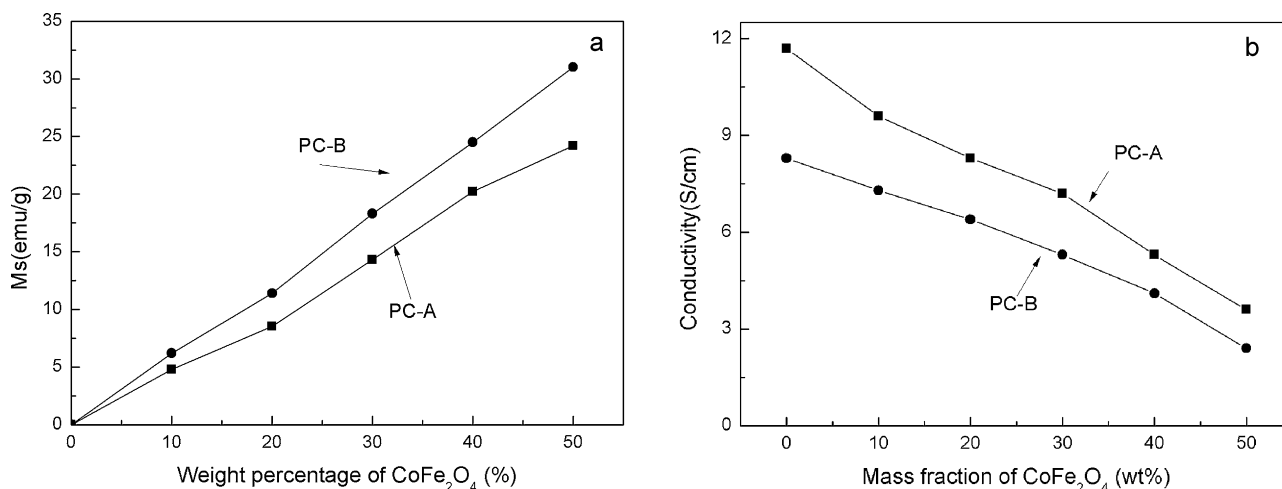 a
35
30
25
20
15
10
5
0
Ms(emu/g)
PC-B
PC-A
0 10 20 30 40 50
Weight percentage of CoFe₂O₄ (%)
b
12
9
6
3
0
Conductivity(S/cm)
PC-A
PC-B
0 10 20 30 40 50
Mass fraction of CoFe₂O₄ (wt%)